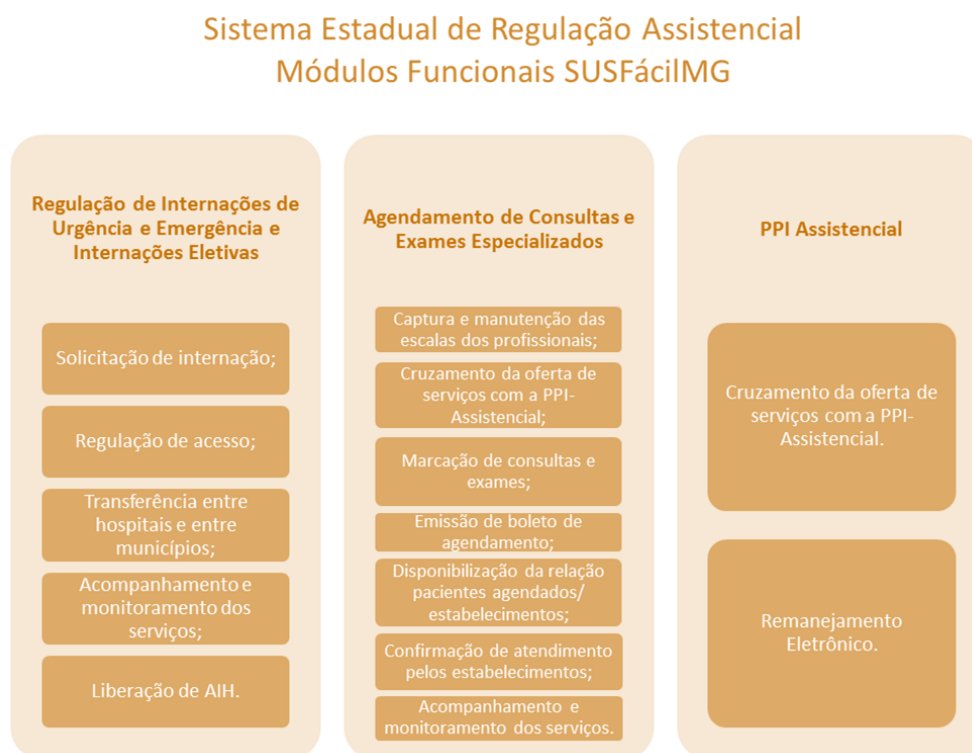 Sistema Estadual de Regulação Assistencial
Módulos Funcionais SUSFácilMG
Regulação de Internações de
Urgência e Emergência e
Internações Eletivas
Solicitação de internação;
Regulação de acesso;
Transferência entre
hospitais e entre
municípios;
Acompanhamento e
monitoramento dos
serviços;
Liberação de AIH.
Agendamento de Consultas e
Exames Especializados
Captura e manutenção das
escalas dos profissionais;
Cruzamento da oferta de
serviços com a PPI-
Assistencial;
Marcação de consultas e
exames;
Emissão de boleto de
agendamento;
Disponibilização da relação
pacientes agendados/
estabelecimentos;
Confirmação de atendimento
pelos estabelecimentos;
Acompanhamento e
monitoramento dos serviços.
PPI Assistencial
Cruzamento da oferta de
serviços com a PPI-
Assistencial.
Remanejamento
Eletrônico.